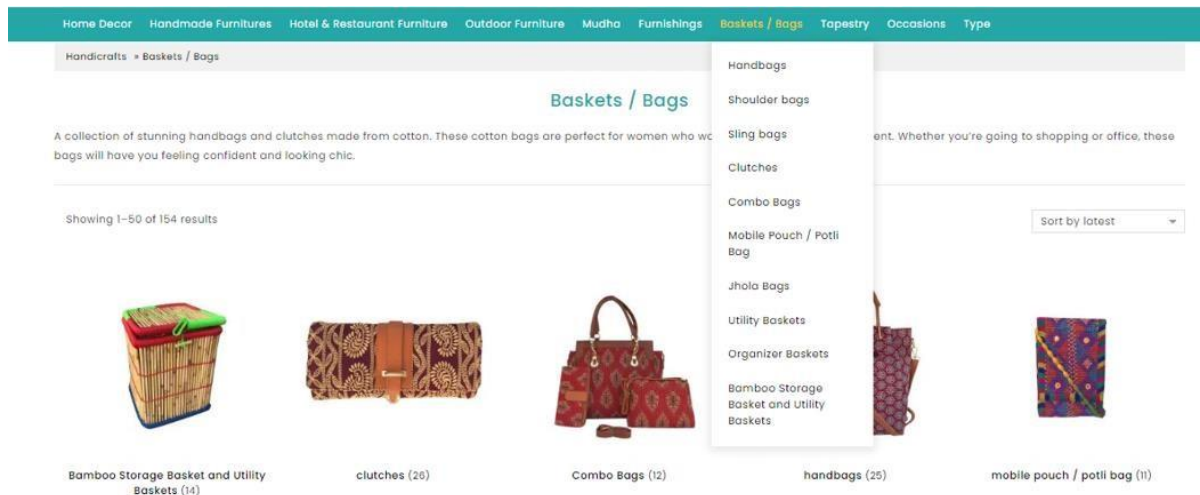 Home Decor Handmade Furnitures Hotel & Restaurant Furniture Outdoor Furniture Mudha Furnishings Baskets / Bags Tapestry Occasions Type
Handicrafts » Baskets / Bags
Baskets / Bags
A collection of stunning handbags and clutches made from cotton. These cotton bags are perfect for women who
ent. Whether you're going to shopping or office, these
bags will have you feeling confident and looking chic.
Handbags
Shoulder bags
Sling bags
Clutches
Combo Bags
Mobile Pouch / Potli
Bag
Jhola Bags
Utility Baskets
Organizer Baskets
Bamboo Storage
Basket and Utility
Baskets
Showing 1–50 of 154 results
Sort by latest
Bamboo Storage Basket and Utility
Baskets (14)
clutches (26)
Combo Bags (12)
handbags (25)
mobile pouch / potli bag (11)